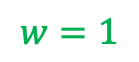 w = 1